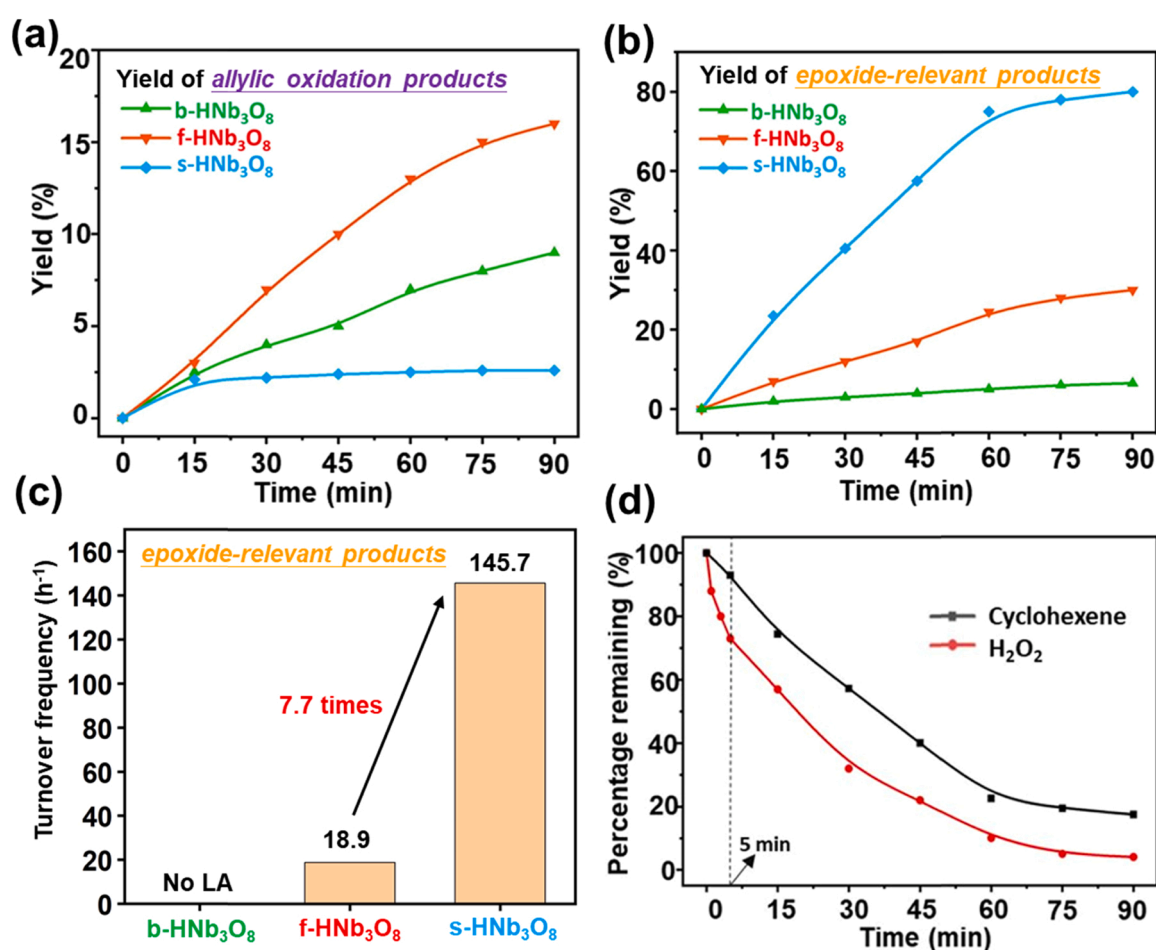 (a)
Yield of allylic oxidation products
b-HNb₃O₈
f-HNb₃O₈
s-HNb₃O₈
20
15
10
5
0
Yield (%)
0 15 30 45 60 75 90
Time (min)
(b)
Yield of epoxide-relevant products
b-HNb₃O₈
f-HNb₃O₈
s-HNb₃O₈
80
60
40
20
0
Yield (%)
0 15 30 45 60 75 90
Time (min)
(c)
epoxide-relevant products
160
140
120
100
80
60
40
20
0
Turnover frequency (h⁻¹)
145.7
7.7 times
18.9
No LA
b-HNb₃O₈ f-HNb₃O₈ s-HNb₃O₈
(d)
100
80
60
40
20
0
Percentage remaining (%)
Cyclohexene
H₂O₂
5 min
0 15 30 45 60 75 90
Time (min)